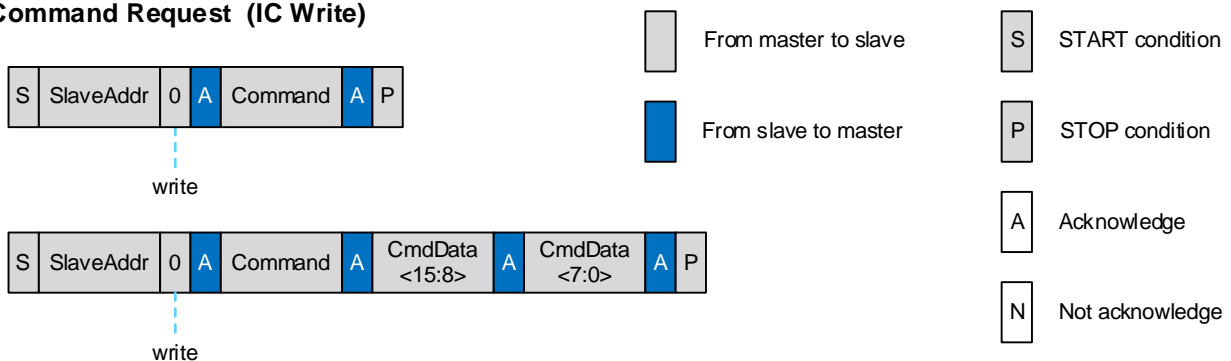 Command Request (IC Write)
S SlaveAddr 0 A Command A P
write
S SlaveAddr 0 A Command A CmdData <15:8> A CmdData <7:0> A P
write
From master to slave
From slave to master
S START condition
P STOP condition
A Acknowledge
N Not acknowledge